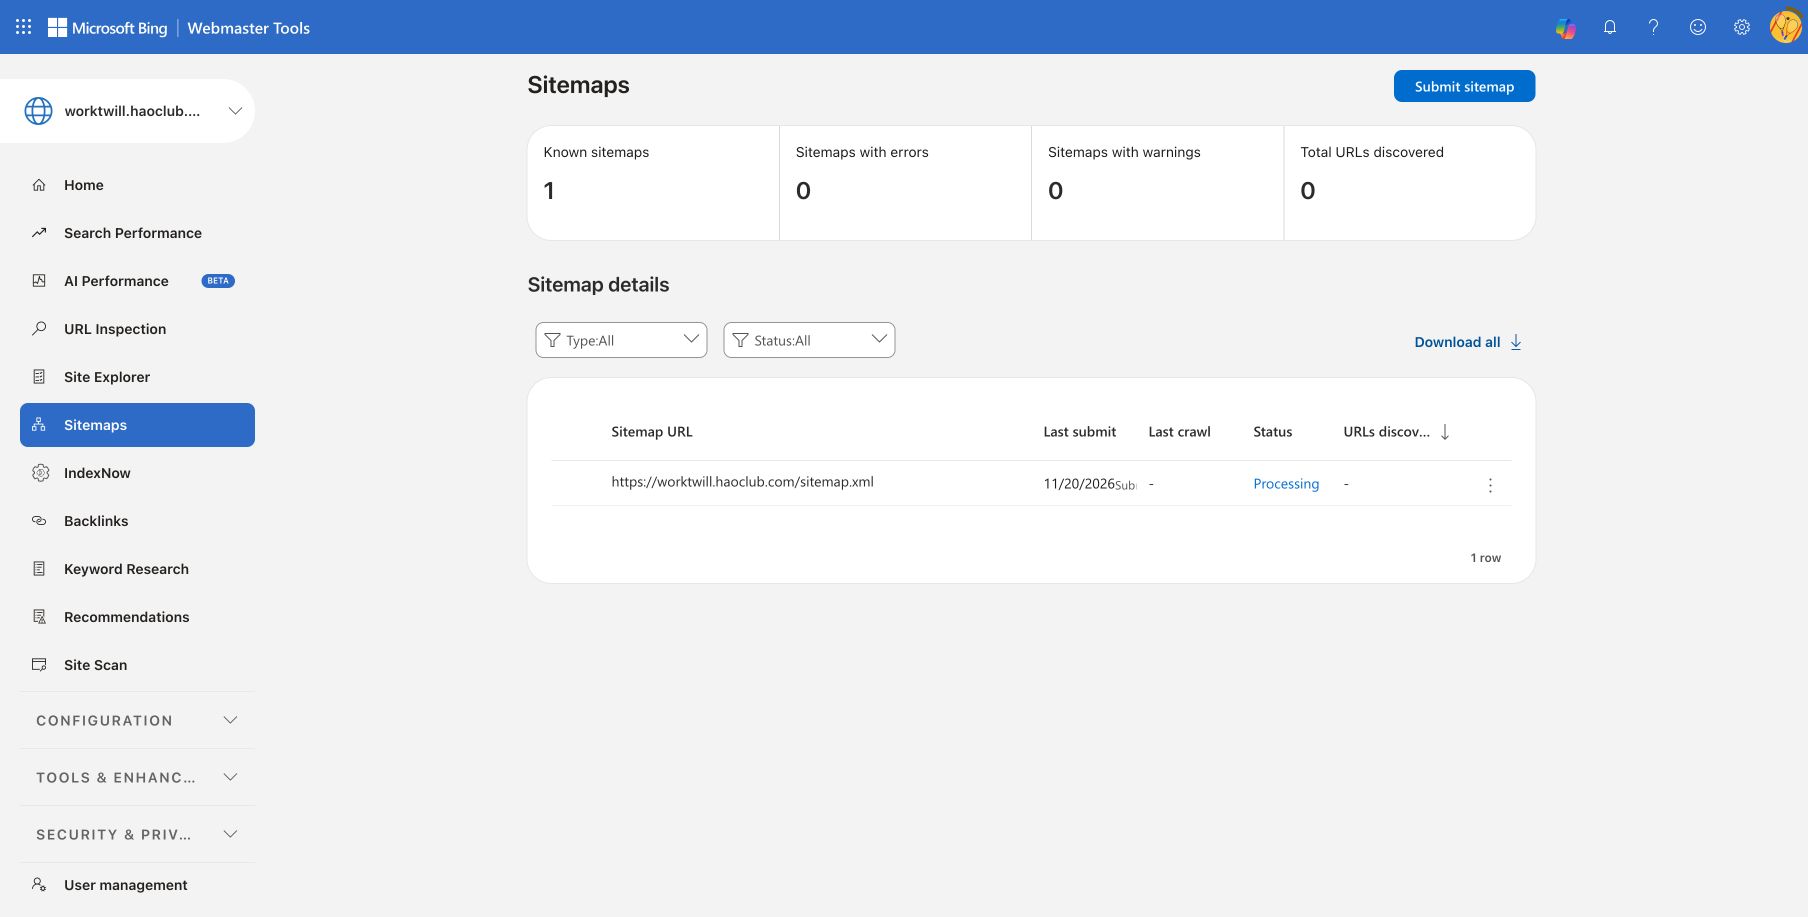 Microsoft Bing | Webmaster Tools
worktwill.haoclub....
Home
Search Performance
AI Performance BETA
URL Inspection
Site Explorer
Sitemaps
IndexNow
Backlinks
Keyword Research
Recommendations
Site Scan
CONFIGURATION
TOOLS & ENHANC...
SECURITY & PRIV...
User management
Sitemaps
Submit sitemap
Known sitemaps
1
Sitemaps with errors
0
Sitemaps with warnings
0
Total URLs discovered
0
Sitemap details
Type:All
Status:All
Download all
Sitemap URL Last submit Last crawl Status URLs discov...
https://worktwill.haoclub.com/sitemap.xml 11/20/2026 - Processing -
1 row